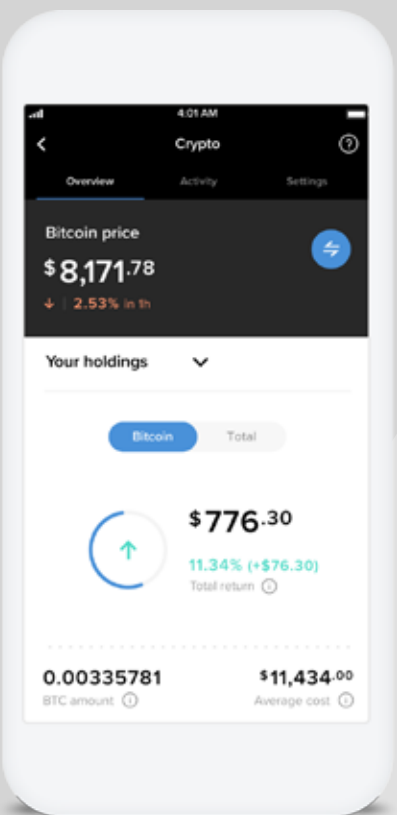 4:01 AM
Crypto
Overview Activity Settings
Bitcoin price
$8,171.78
↓ | 2.53% in 1h
Your holdings
Bitcoin Total
$776.30
11.34% (+$76.30)
Total return
0.00335781 $11,434.00
BTC amount Average cost